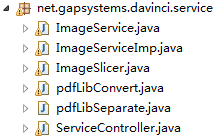 net.gapsystems.davinci.service
ImageService.java
ImageServiceImp.java
ImageSlicer.java
pdfLibConvert.java
pdfLibSeparate.java
ServiceController.java